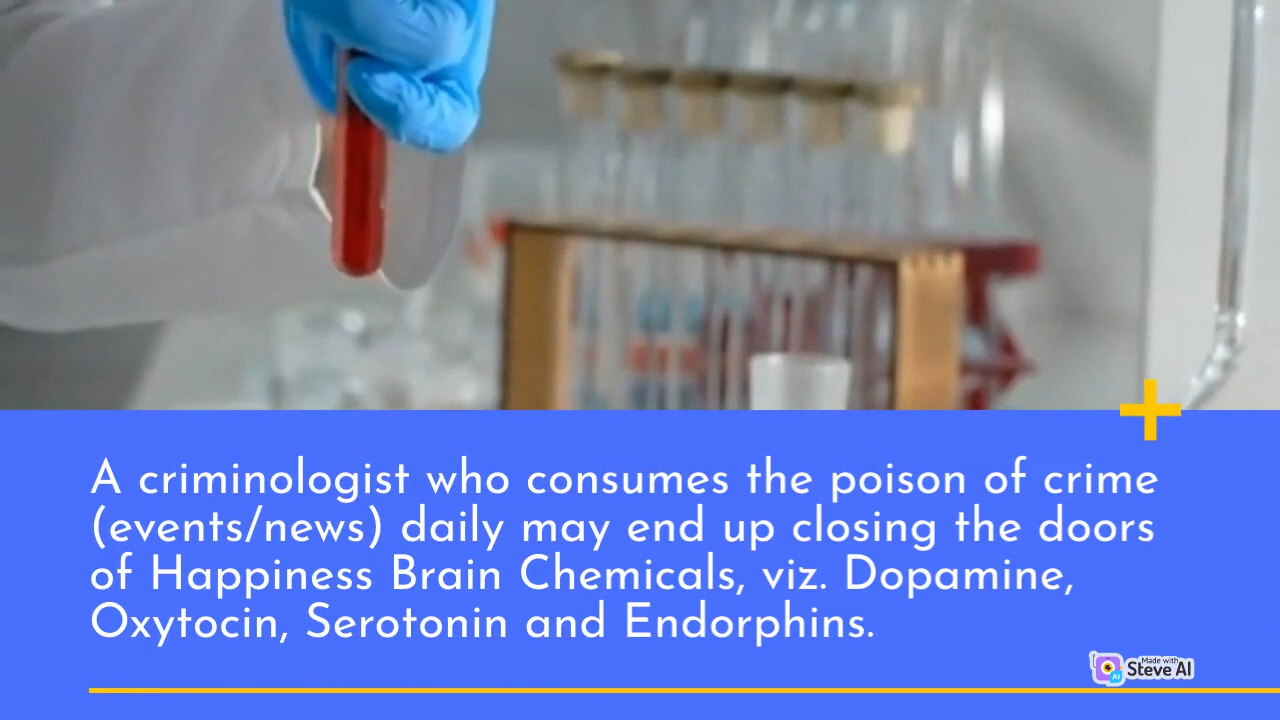 A criminologist who consumes the poison of crime
(events/news) daily may end up closing the doors
of Happiness Brain Chemicals, viz. Dopamine,
Oxytocin, Serotonin and Endorphins.
Made with
Steve AI
AI